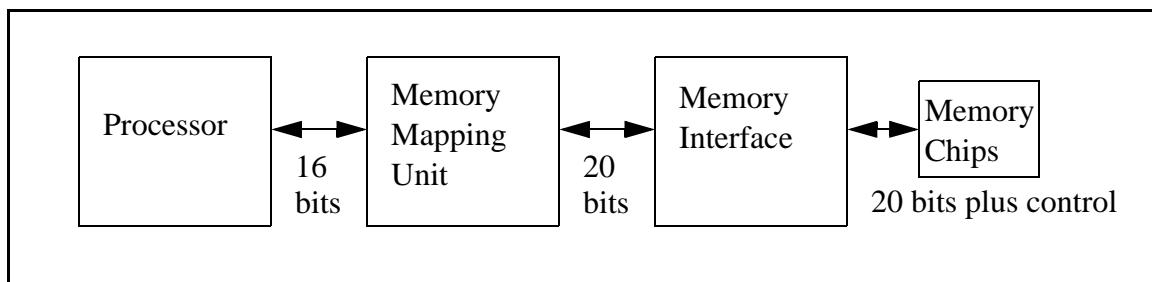 Processor
16
bits
Memory
Mapping
Unit
20
bits
Memory
Interface
Memory
Chips
20 bits plus control